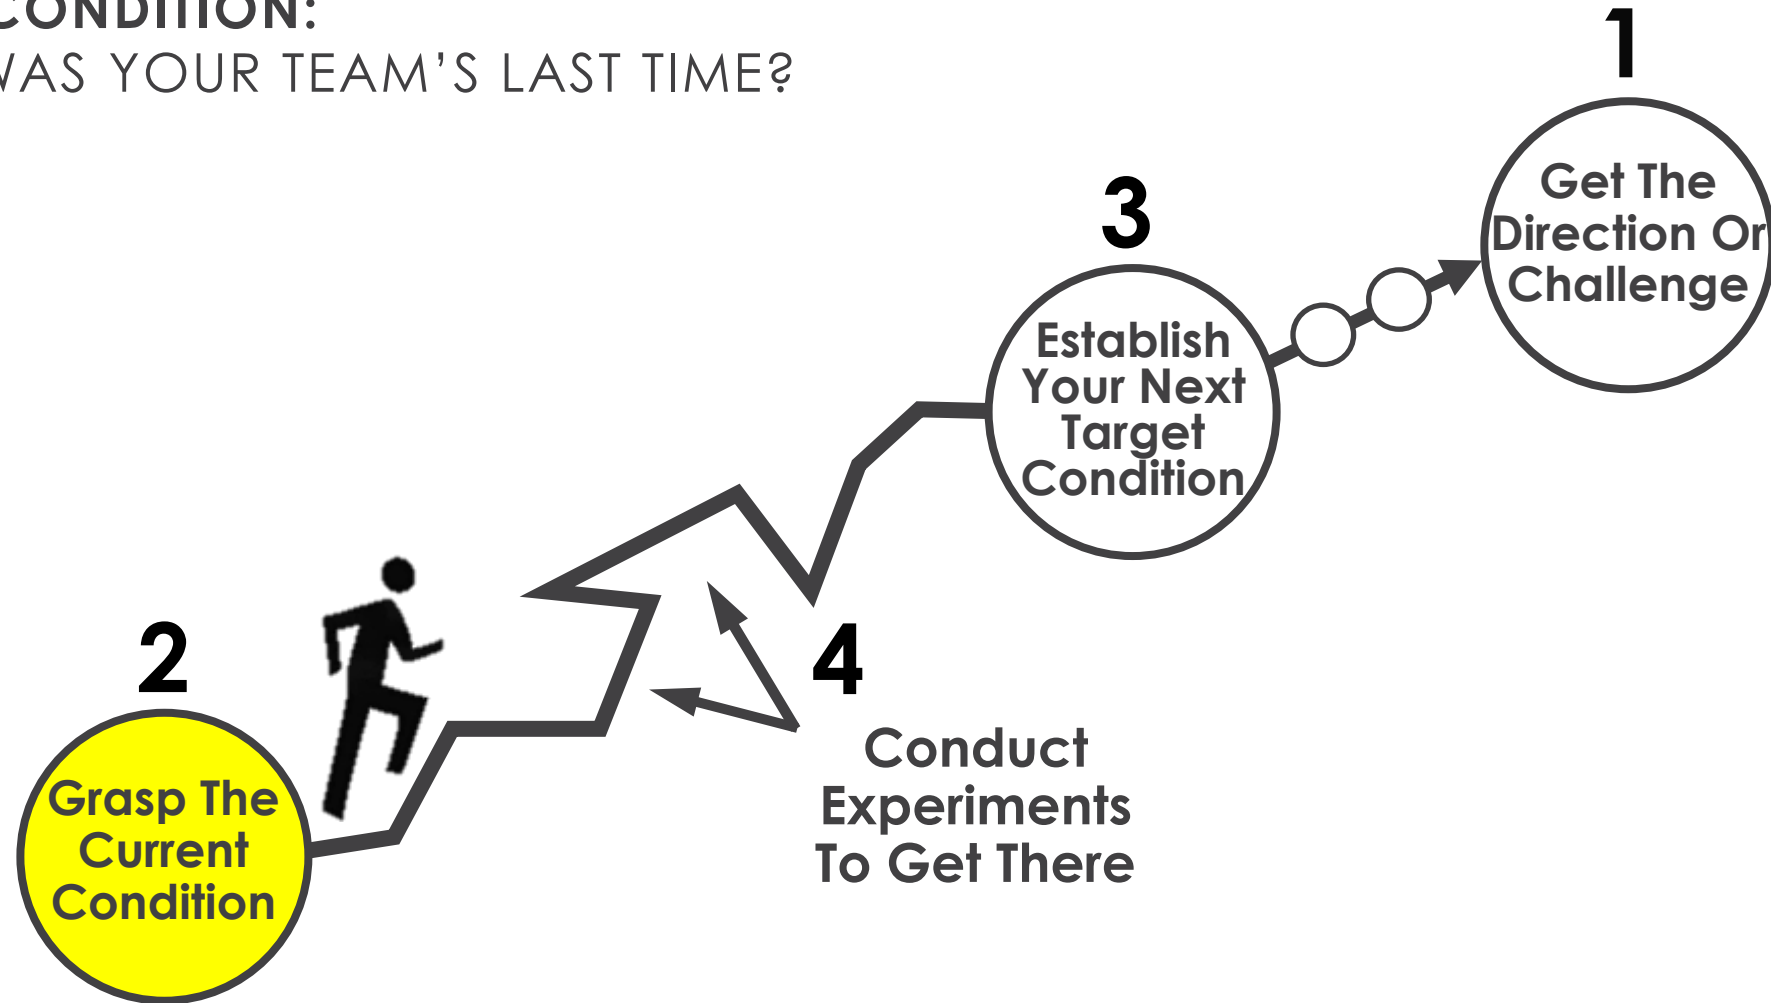 CONDITION:
WAS YOUR TEAM'S LAST TIME?
1
Get The
Direction Or
Challenge
3
Establish
Your Next
Target
Condition
2
Grasp The
Current
Condition
4
Conduct
Experiments
To Get There